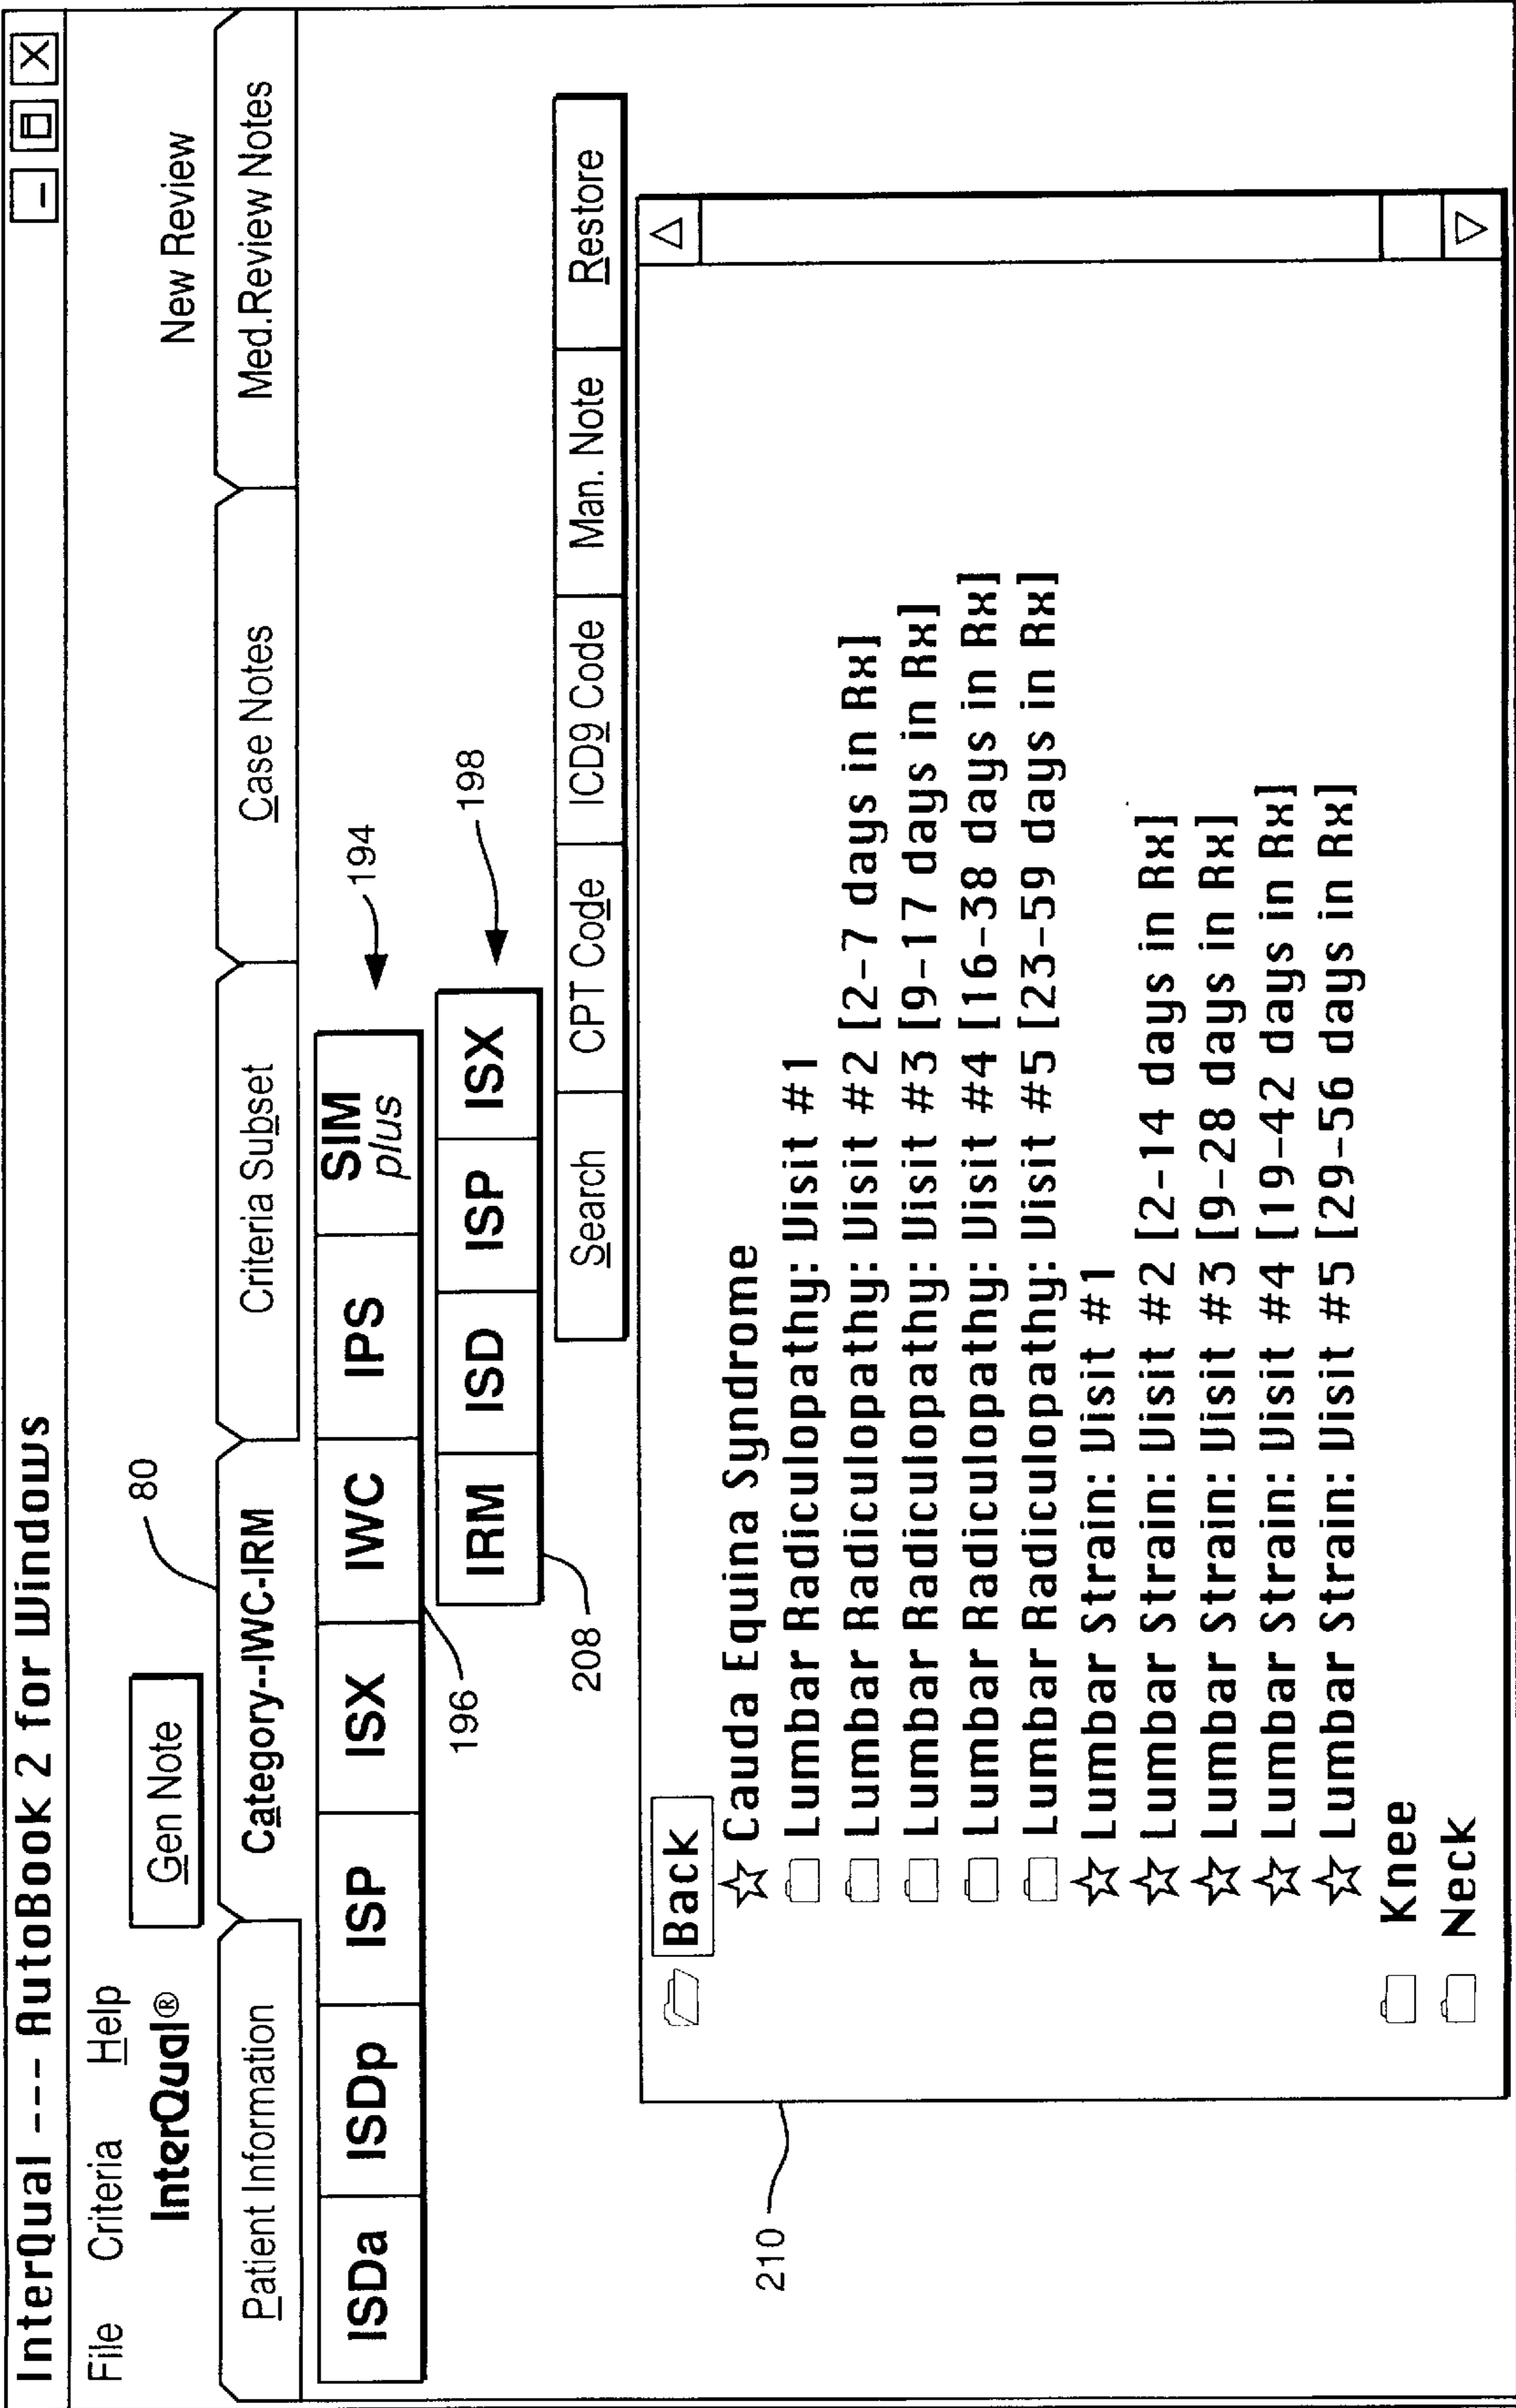 InterQual --- AutoBook 2 for Windows
File Criteria Help
InterQual® Gen Note New Review
80
Patient Information Category--IWC-IRM Criteria Subset Case Notes Med.Review Notes
ISDa ISDp ISP ISX IWC IPS SIM plus 194
196 IRM ISD ISP ISX 198
208
Search CPT Code ICD9 Code Man. Note Restore
210
Back
Cauda Equina Syndrome
Lumbar Radiculopathy: Visit #1
Lumbar Radiculopathy: Visit #2 [2-7 days in Rx]
Lumbar Radiculopathy: Visit #3 [9-17 days in Rx]
Lumbar Radiculopathy: Visit #4 [16-38 days in Rx]
Lumbar Radiculopathy: Visit #5 [23-59 days in Rx]
Lumbar Strain: Visit #1
Lumbar Strain: Visit #2 [2-14 days in Rx]
Lumbar Strain: Visit #3 [9-28 days in Rx]
Lumbar Strain: Visit #4 [19-42 days in Rx]
Lumbar Strain: Visit #5 [29-56 days in Rx]
Knee
Neck